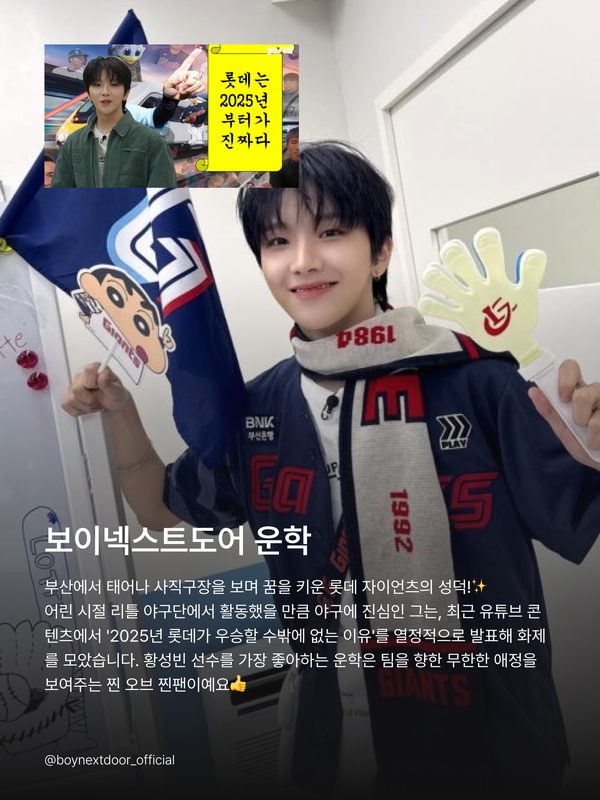 pixid
롯데는
2025년
부터가
진짜다
Giants
1984
BNK
부산은행
PLAY
E
Gia
ts
1992
GIANTS
보이넥스트도어 운학
부산에서 태어나 사직구장을 보며 꿈을 키운 롯데 자이언츠의 성덕!✨
어린 시절 리틀 야구단에서 활동했을 만큼 야구에 진심인 그는, 최근 유튜브 콘
텐츠에서 '2025년 롯데가 우승할 수밖에 없는 이유'를 열정적으로 발표해 화제
를 모았습니다. 황성빈 선수를 가장 좋아하는 운학은 팀을 향한 무한한 애정을
보여주는 찐 오브 찐팬이예요👍
@boynextdoor_official